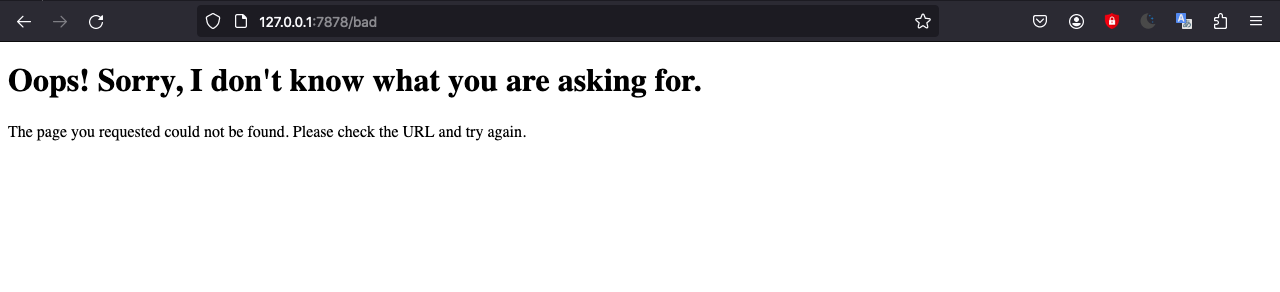 127.0.0.1:7878/bad
Oops! Sorry, I don't know what you are asking for.
The page you requested could not be found. Please check the URL and try again.